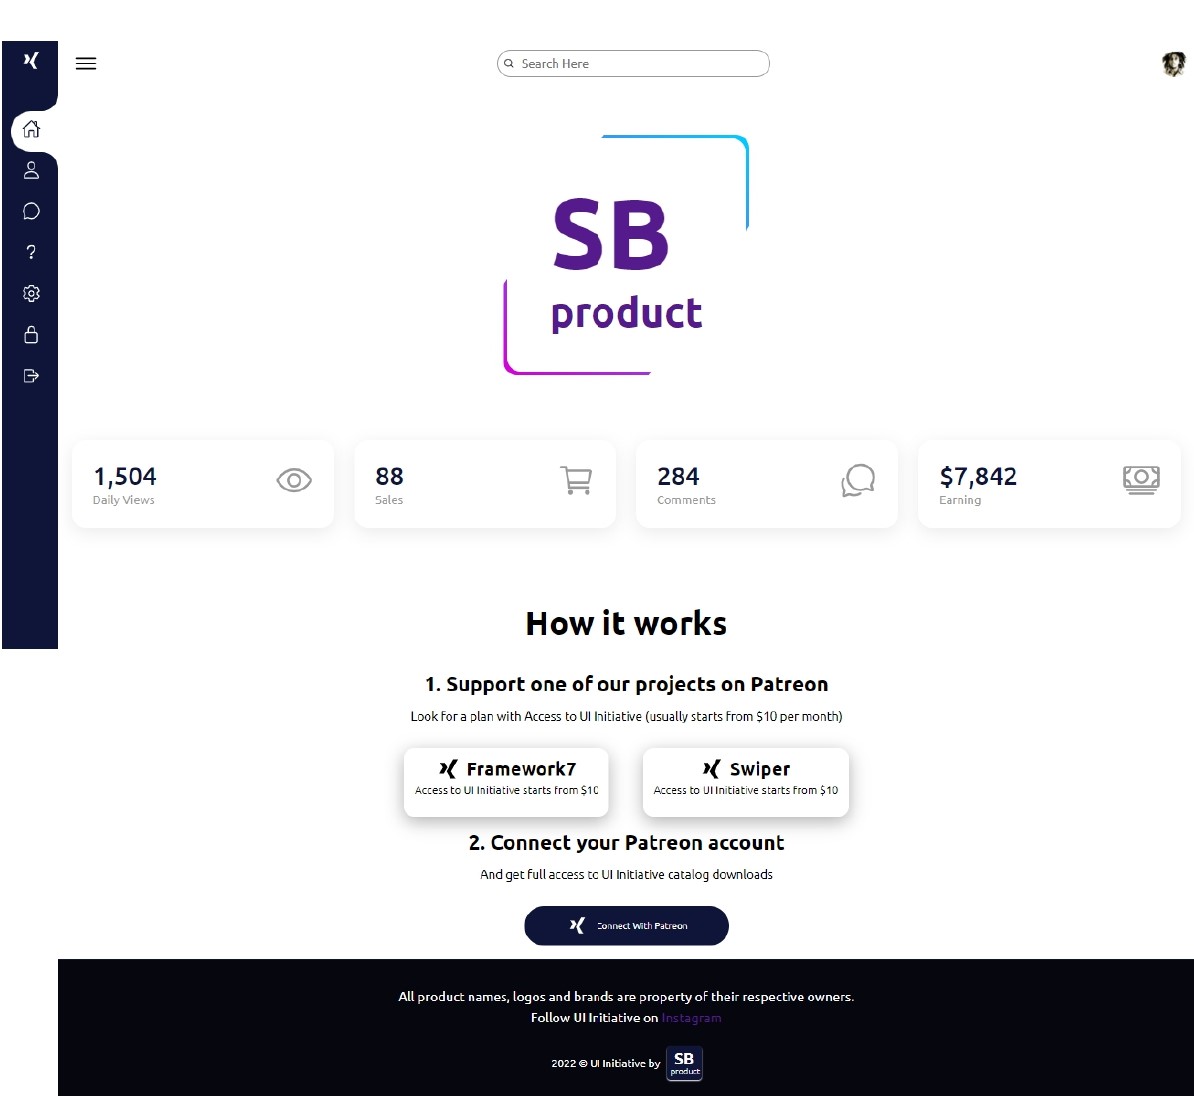 Search Here
SB
product
1,504
Daily Views
88
Sales
284
Comments
$7,842
Earning
How it works
1. Support one of our projects on Patreon
Look for a plan with Access to UI Initiative (usually starts from $10 per month)
Framework7
Access to UI Initiative starts from $10
Swiper
Access to UI Initiative starts from $10
2. Connect your Patreon account
And get full access to UI Initiative catalog downloads
Connect With Patreon
All product names, logos and brands are property of their respective owners.
Follow UI Initiative on Instagram
2022 © UI Initiative by
SB
product